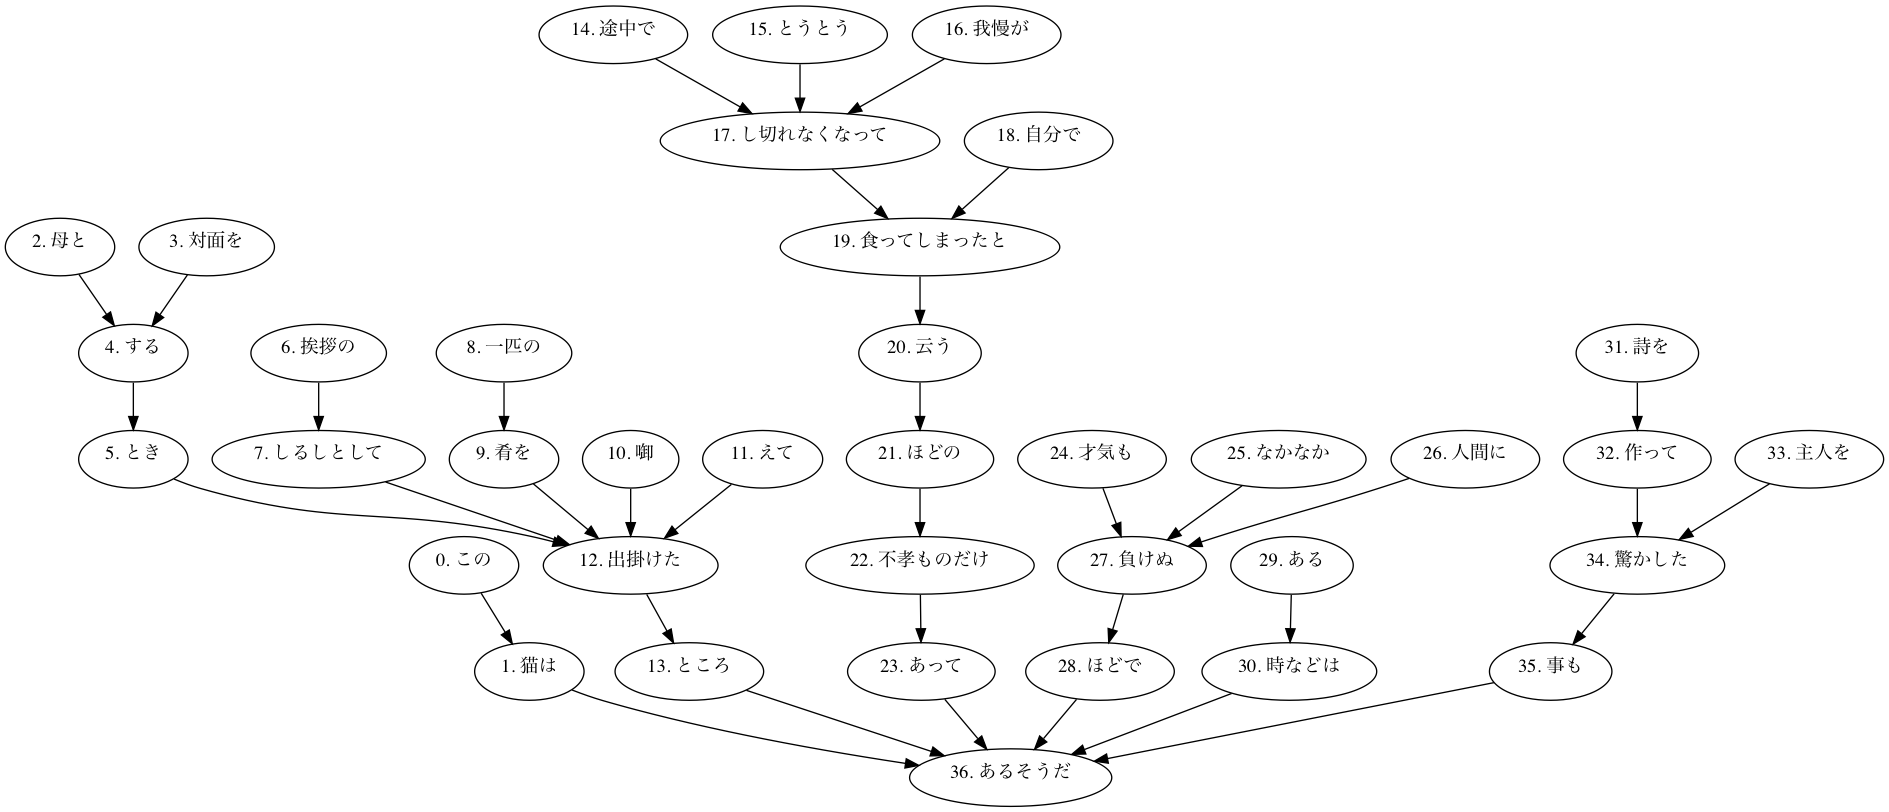 14. 途中で
15. とうとう
16. 我慢が
17. し切れなくなって
18. 自分で
2. 母と
3. 対面を
19. 食ってしまったと
4. する
6. 挨拶の
8. 一匹の
20. 云う
31. 詩を
5. とき
7. しるしとして
9. 肴を
10. 啣
11. えて
21. ほどの
24. 才気も
25. なかなか
26. 人間に
32. 作って
33. 主人を
0. この
12. 出掛けた
22. 不孝ものだけ
27. 負けぬ
29. ある
34. 驚かした
1. 猫は
13. ところ
23. あって
28. ほどで
30. 時などは
35. 事も
36. あるそうだ